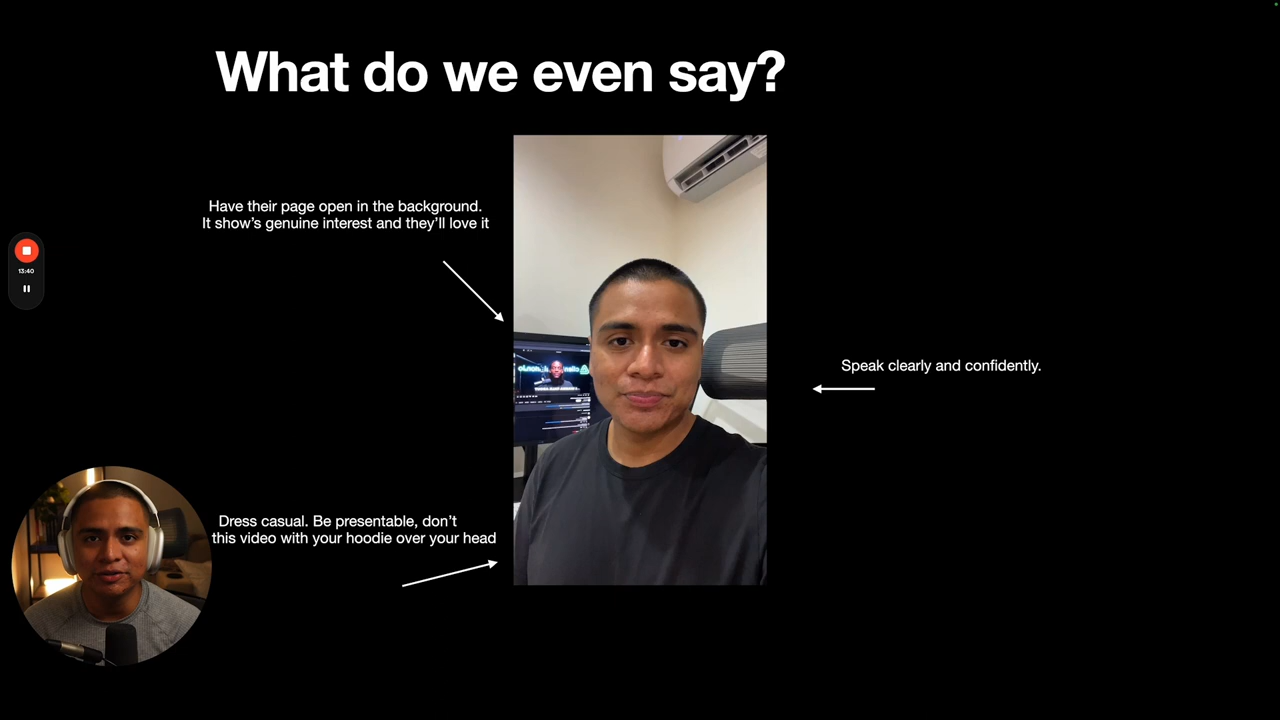 What do we even say?
Have their page open in the background.
It show's genuine interest and they'll love it
13:40
Speak clearly and confidently.
Dress casual. Be presentable, don't
this video with your hoodie over your head